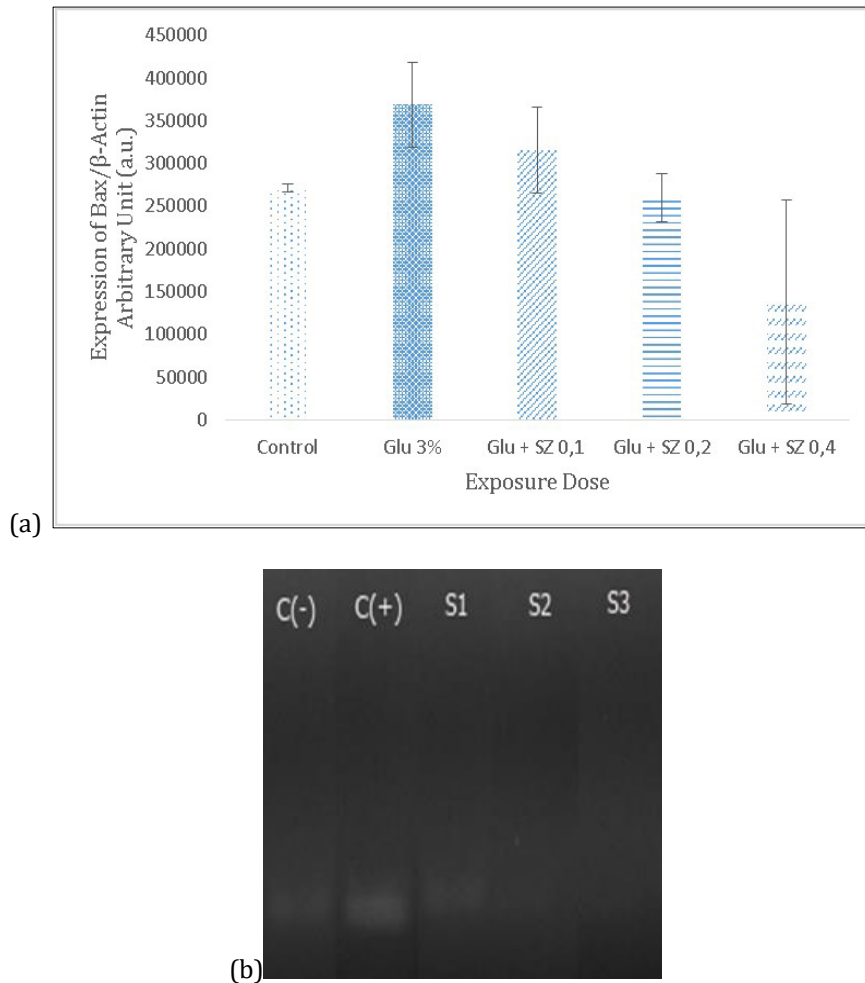 450000
400000
350000
300000
250000
200000
150000
100000
50000
0
Expression of Bax/β-Actin
Arbitrary Unit (a.u.)
Control Glu 3% Glu + SZ 0,1 Glu + SZ 0,2 Glu + SZ 0,4
Exposure Dose
(a)
C(-) C(+) S1 S2 S3
(b)